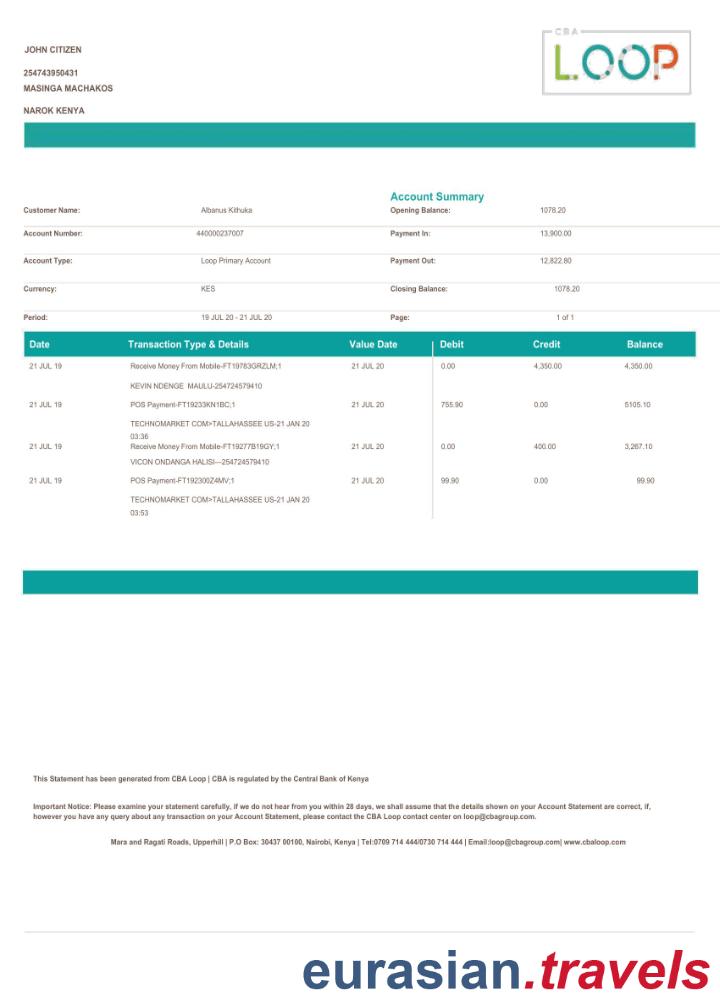 CBA
LOOP
JOHN CITIZEN
254743950431
MASINGA MACHAKOS
NAROK KENYA
Account Summary
Customer Name: Albanus Kithuka Opening Balance: 1078.20
Account Number: 440000237007 Payment In: 13,900.00
Account Type: Loop Primary Account Payment Out: 12,822.80
Currency: KES Closing Balance: 1078.20
Period: 19 JUL 20 - 21 JUL 20 Page: 1 of 1
Date Transaction Type & Details Value Date Debit Credit Balance
21 JUL 19 Receive Money From Mobile-FT19783GRZLM;1 21 JUL 20 0.00 4,350.00 4,350.00
KEVIN NDENGE MAULU-254724579410
21 JUL 19 POS Payment-FT19233KN1BC;1 21 JUL 20 755.90 0.00 5105.10
TECHNOMARKET COM>TALLAHASSEE US-21 JAN 20
03:36
21 JUL 19 Receive Money From Mobile-FT19277B19GY;1 21 JUL 20 0.00 400.00 3,267.10
VICON ONDANGA HALISI---254724579410
21 JUL 19 POS Payment-FT192300Z4MV;1 21 JUL 20 99.90 0.00 99.90
TECHNOMARKET COM>TALLAHASSEE US-21 JAN 20
03:53
This Statement has been generated from CBA Loop | CBA is regulated by the Central Bank of Kenya
Important Notice: Please examine your statement carefully, if we do not hear from you within 28 days, we shall assume that the details shown on your Account Statement are correct, if,
however you have any query about any transaction on your Account Statement, please contact the CBA Loop contact center on loop@cbagroup.com.
Mara and Ragati Roads, Upperhill | P.O Box: 30437 00100, Nairobi, Kenya | Tel:0709 714 444/0730 714 444 | Email:loop@cbagroup.com| www.cbaloop.com
eurasian.travels